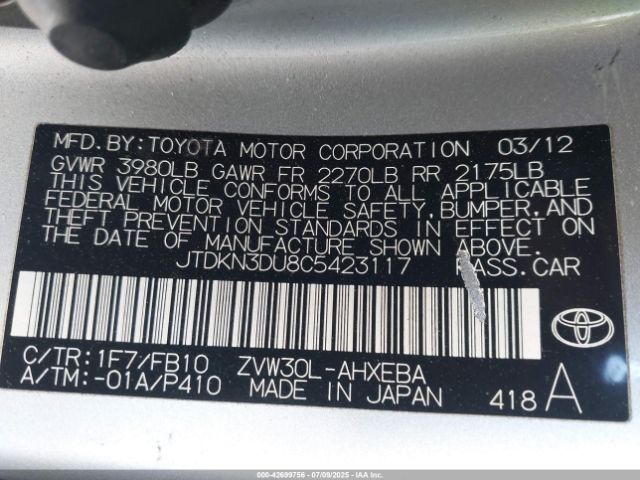 MFD.BY:TOYOTA MOTOR CORPORATION 03/12
GVWR 3980LB GAWR FR 2270LB RR 2175LB
THIS VEHICLE CONFORMS TO ALL APPLICABLE
FEDERAL MOTOR VEHICLE SAFETY,BUMPER,AND
THEFT PREVENTION STANDARDS IN EFFECT ON
THE DATE OF MANUFACTURE SHOWN ABOVE.
JTDKN3DU8C5423117 PASS.CAR
C/TR:1F7/FB10 ZVW30L-AHXEBA
A/TM:-01A/P410 MADE IN JAPAN 418 A
000-42699756 - 07/09/2025 - IAA Inc.